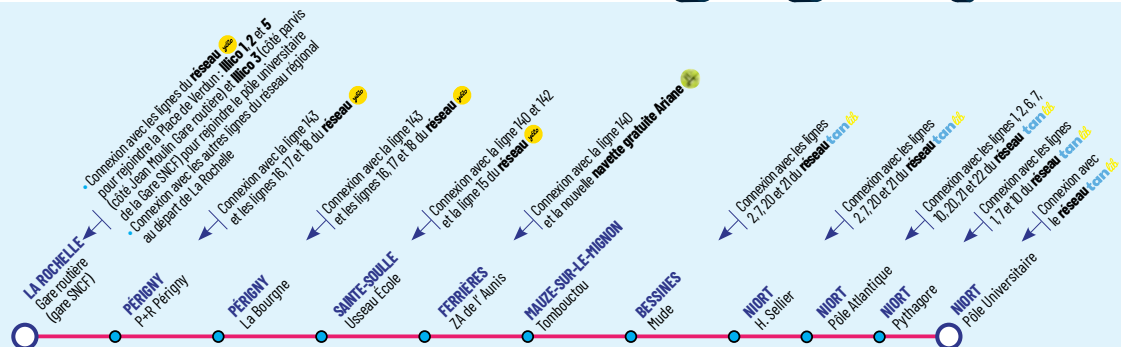 Connexion avec les lignes du réseau yélo
pour rejoindre la Place de Verdun : Illico 1, 2 et 5
(côté Jean Moulin Gare routière) et Illico 3 (côté parvis
de la Gare SNCF) pour rejoindre le pôle universitaire
Connexion avec les autres lignes du réseau régional
au départ de La Rochelle
LA ROCHELLE
Gare routière
(gare SNCF)
Connexion avec la ligne 143
et les lignes 16, 17 et 18 du réseau yélo
PÉRIGNY
P+R Périgny
Connexion avec la ligne 143
et les lignes 16, 17 et 18 du réseau yélo
PÉRIGNY
La Bourgne
Connexion avec la ligne 140 et 142
et la ligne 15 du réseau yélo
SAINTE-SOULLE
Usseau École
Connexion avec la ligne 140
et la nouvelle navette gratuite Ariane
FERRIÈRES
ZA de l' Aunis
MAUZE-SUR-LE-MIGNON
Tombouctou
BESSINES
Mude
Connexion avec les lignes
2, 7, 20 et 21 du réseau tan
NIORT
H. Sellier
Connexion avec les lignes
2, 7, 20 et 21 du réseau tan
NIORT
Pôle Atlantique
Connexion avec les lignes 1, 2, 6, 7,
10, 20, 21 et 22 du réseau tan
NIORT
Pythagore
Connexion avec les lignes
1, 7 et 10 du réseau tan
Connexion avec
le réseau tan
NIORT
Pôle Universitaire